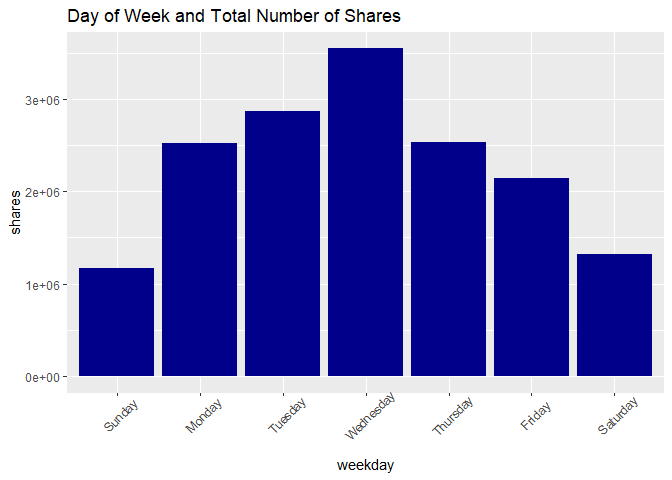 Day of Week and Total Number of Shares
shares
3e+06
2e+06
1e+06
0e+00
Sunday
Monday
Tuesday
Wednesday
Thursday
Friday
Saturday
weekday